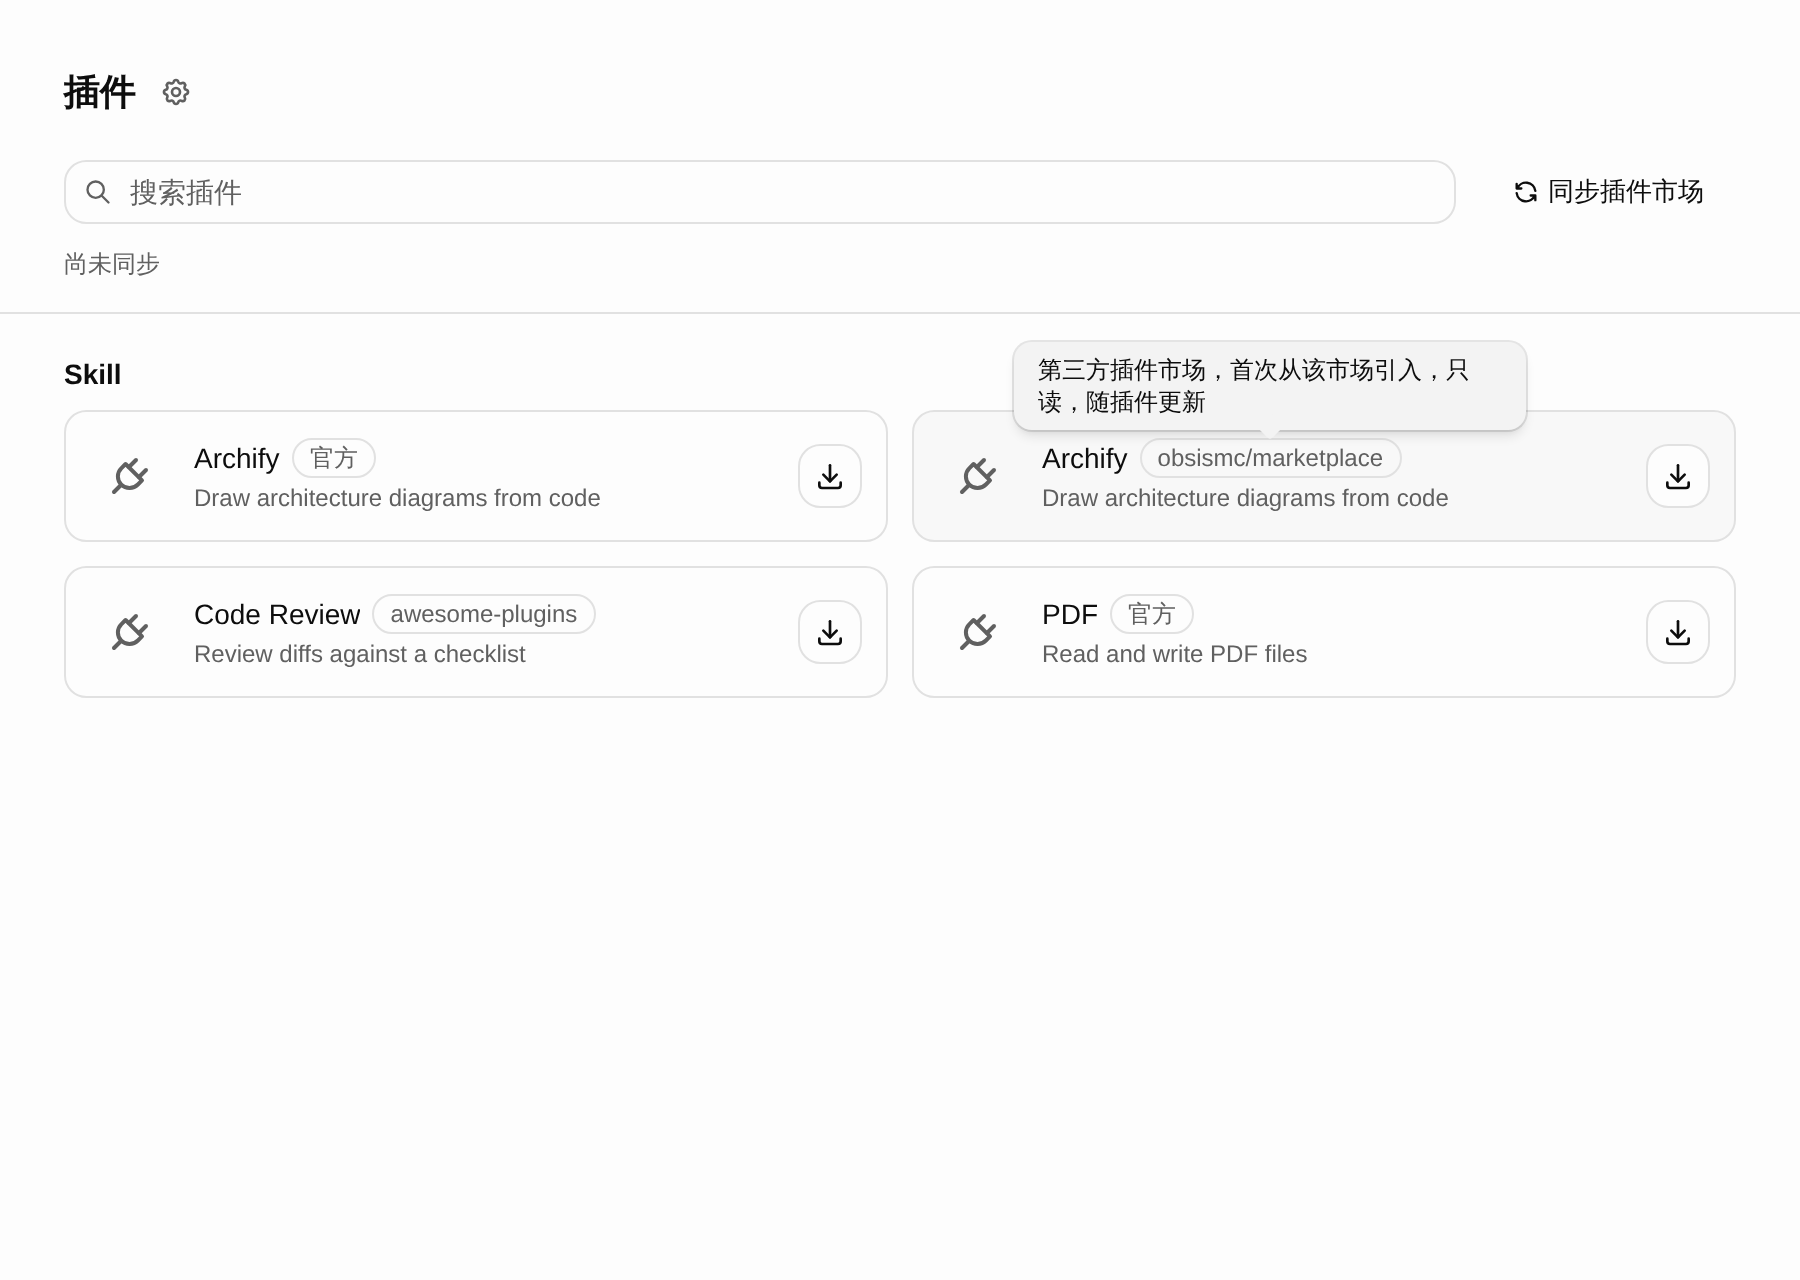 插件
搜索插件
同步插件市场
尚未同步
Skill
第三方插件市场，首次从该市场引入，只
读，随插件更新
Archify 官方
Draw architecture diagrams from code
Archify obsismc/marketplace
Draw architecture diagrams from code
Code Review awesome-plugins
Review diffs against a checklist
PDF 官方
Read and write PDF files